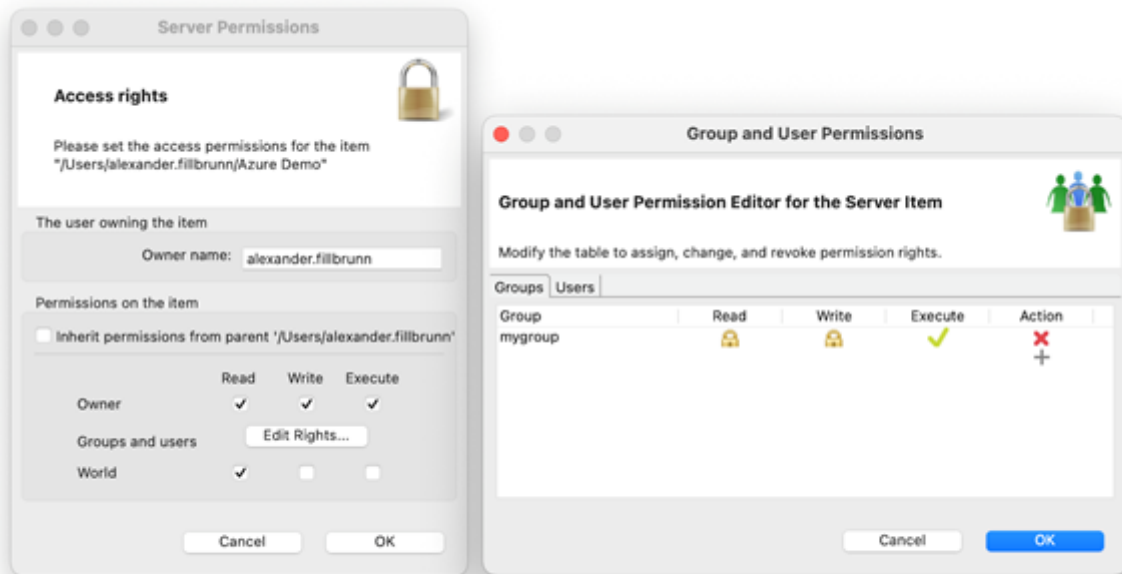 Server Permissions
Access rights
Please set the access permissions for the item
"/Users/alexander.fillbrunn/Azure Demo"
The user owning the item
Owner name: alexander.fillbrunn
Permissions on the item
Inherit permissions from parent '/Users/alexander.fillbrunn'
Read Write Execute
Owner
Groups and users Edit Rights...
World
Cancel OK
Group and User Permissions
Group and User Permission Editor for the Server Item
Modify the table to assign, change, and revoke permission rights.
Groups Users
Group Read Write Execute Action
mygroup
Cancel OK